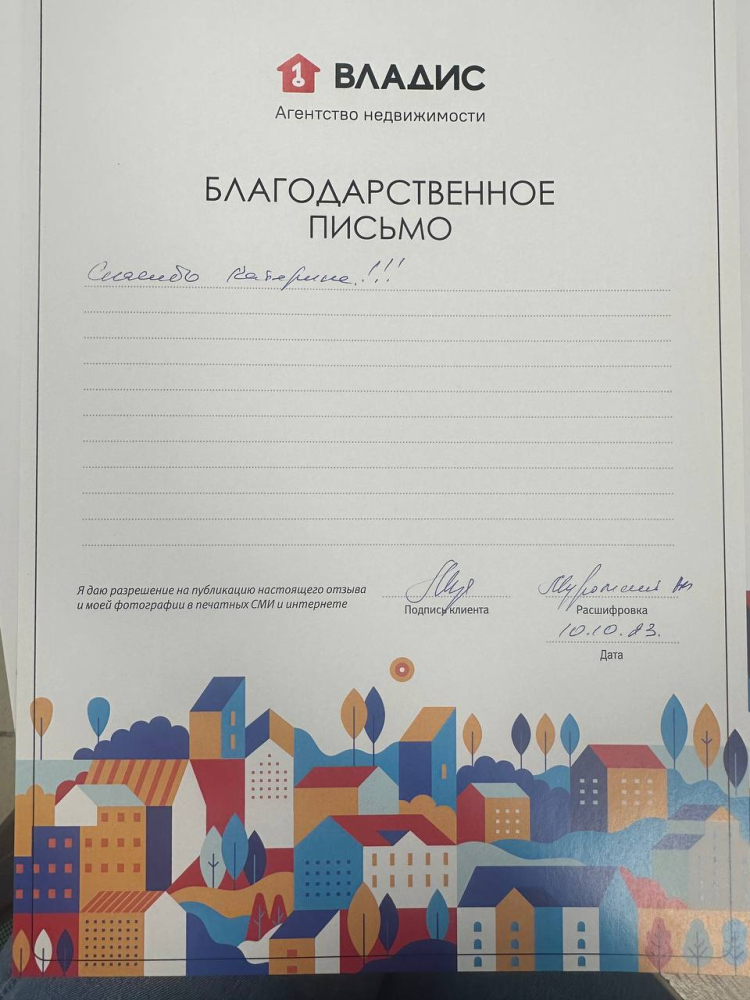 ВЛАДИС
Агентство недвижимости
БЛАГОДАРСТВЕННОЕ
ПИСЬМО
Спасибо Катерине!!!
Я даю разрешение на публикацию настоящего отзыва
и моей фотографии в печатных СМИ и интернете
Подпись клиента
Расшифровка
10.10.23.
Дата